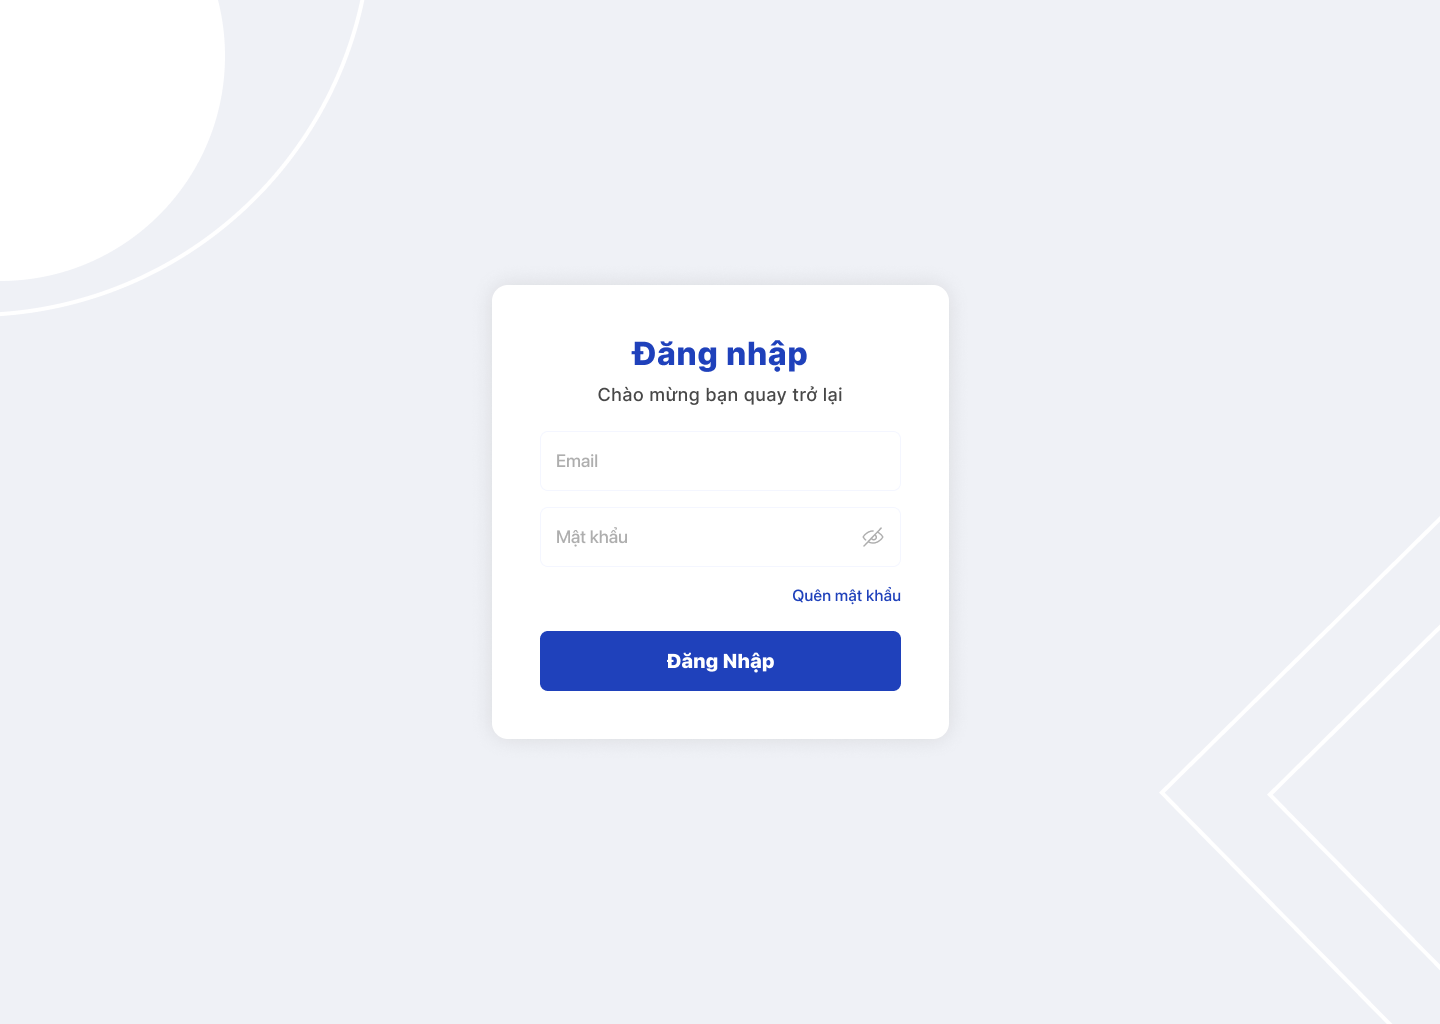 Đăng nhập
Chào mừng bạn quay trở lại
Email
Mật khẩu
Quên mật khẩu
Đăng Nhập